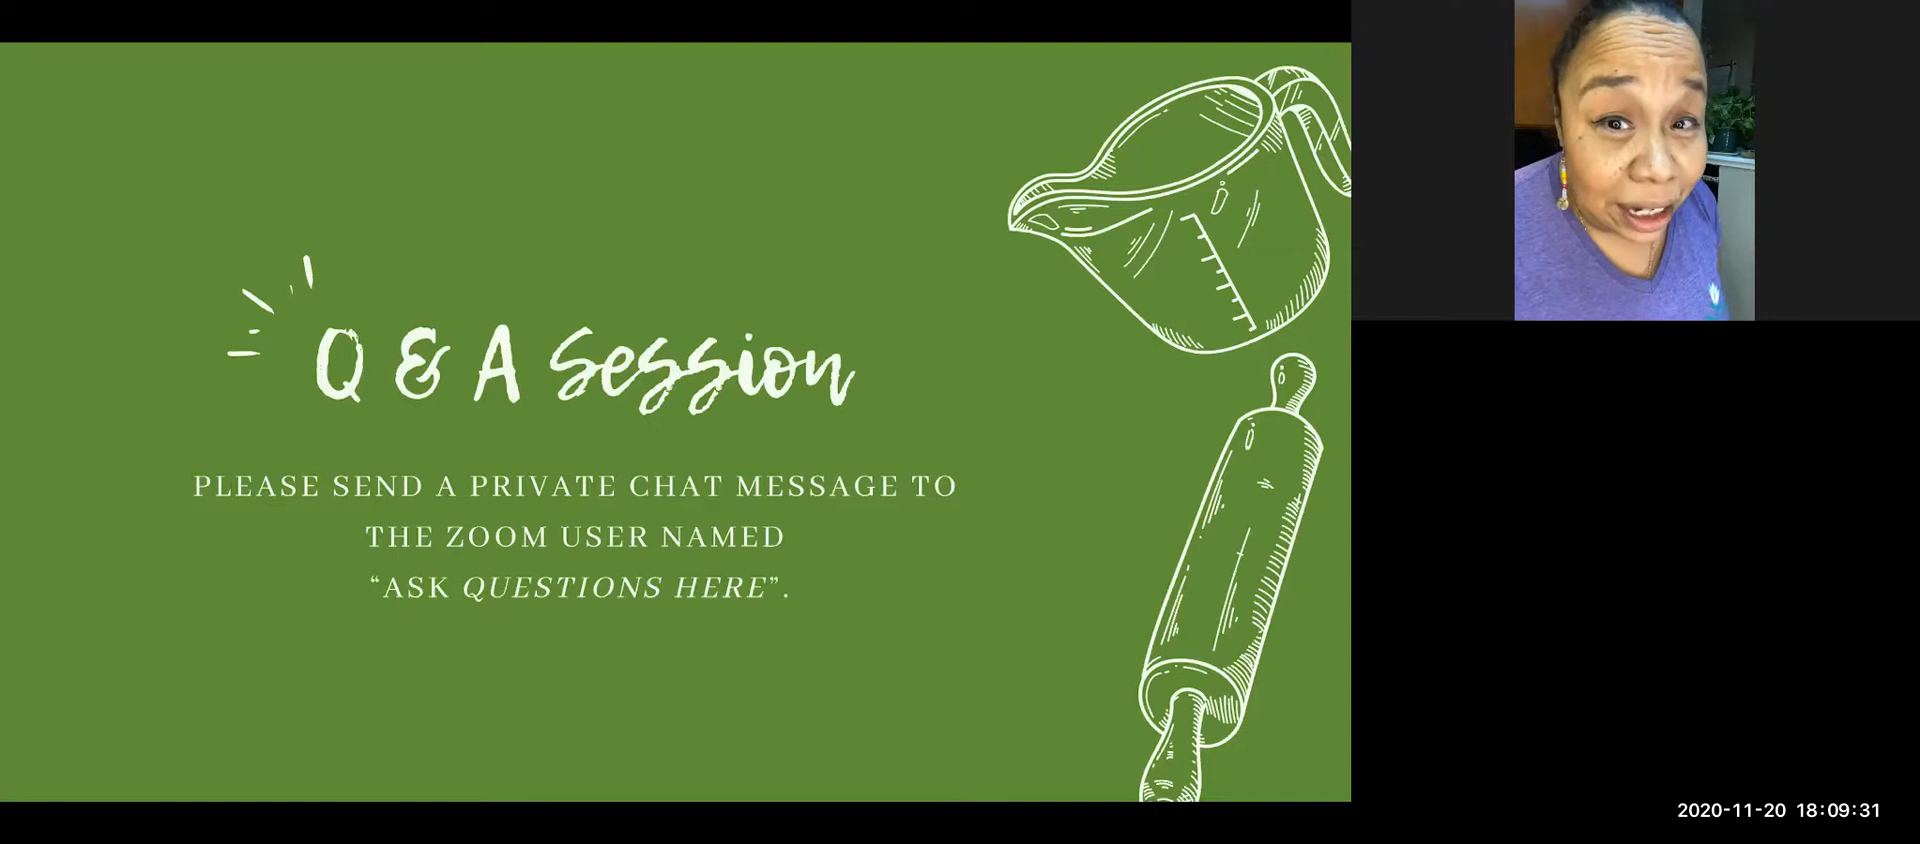 Q & A Session
PLEASE SEND A PRIVATE CHAT MESSAGE TO
THE ZOOM USER NAMED
“ASK QUESTIONS HERE”.
2020-11-20 18:09:31